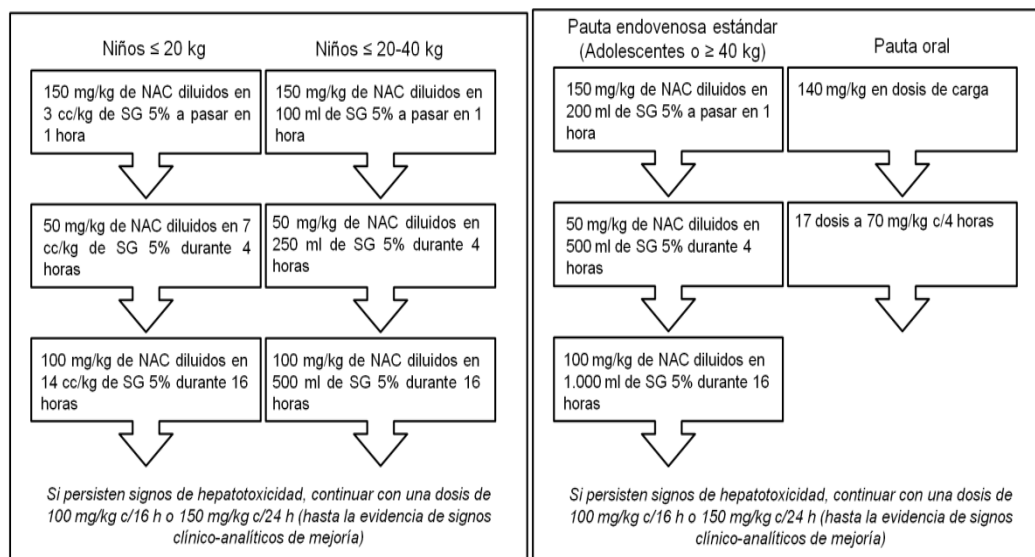 Niños ≤ 20 kg
150 mg/kg de NAC diluidos en
3 cc/kg de SG 5% a pasar en
1 hora
50 mg/kg de NAC diluidos en 7
cc/kg de SG 5% durante 4
horas
100 mg/kg de NAC diluidos en
14 cc/kg de SG 5% durante 16
horas
Niños ≤ 20-40 kg
150 mg/kg de NAC diluidos en
100 ml de SG 5% a pasar en 1
hora
50 mg/kg de NAC diluidos en
250 ml de SG 5% durante 4
horas
100 mg/kg de NAC diluidos en
500 ml de SG 5% durante 16
horas
Si persisten signos de hepatotoxicidad, continuar con una dosis de
100 mg/kg c/16 h o 150 mg/kg c/24 h (hasta la evidencia de signos
clínico-analíticos de mejoría)
Pauta endovenosa estándar
(Adolescentes o ≥ 40 kg)
150 mg/kg de NAC diluidos en
200 ml de SG 5% a pasar en 1
hora
50 mg/kg de NAC diluidos en
500 ml de SG 5% durante 4
horas
100 mg/kg de NAC diluidos en
1.000 ml de SG 5% durante 16
horas
Pauta oral
140 mg/kg en dosis de carga
17 dosis a 70 mg/kg c/4 horas
Si persisten signos de hepatotoxicidad, continuar con una dosis de
100 mg/kg c/16 h o 150 mg/kg c/24 h (hasta la evidencia de signos
clínico-analíticos de mejoría)